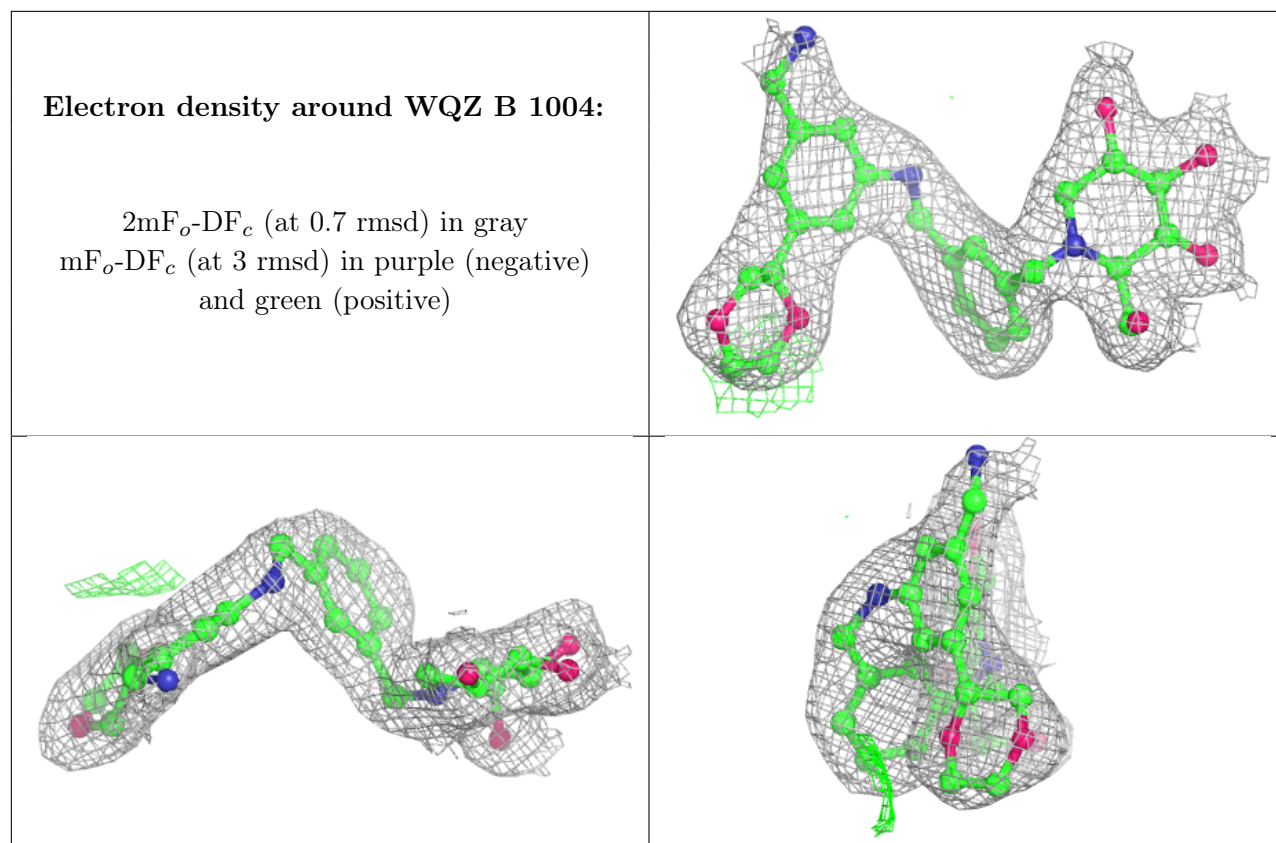 Electron density around WQZ B 1004:
2mFo-DFc (at 0.7 rmsd) in gray
mFo-DFc (at 3 rmsd) in purple (negative)
and green (positive)